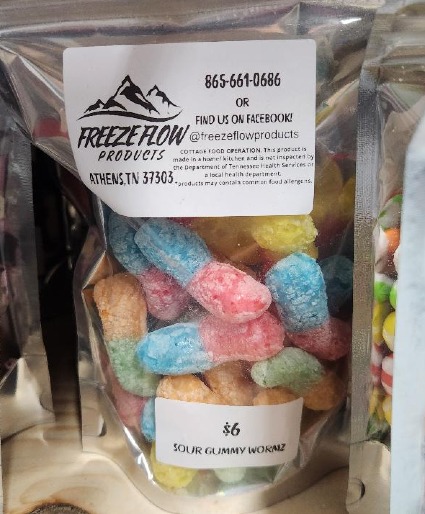 865-661-0686
OR
FIND US ON FACEBOOK!
@freezeflowproducts
FREEZE FLOW
PRODUCTS
ATHENS,TN 37303
COTTAGE FOOD OPERATION. This product is
made in a home/ kitchen and is not inspected by
the Department of Tennessee Health Services or
a local health department.
*products may contain common food allergens.
$6
SOUR GUMMY WORMZ